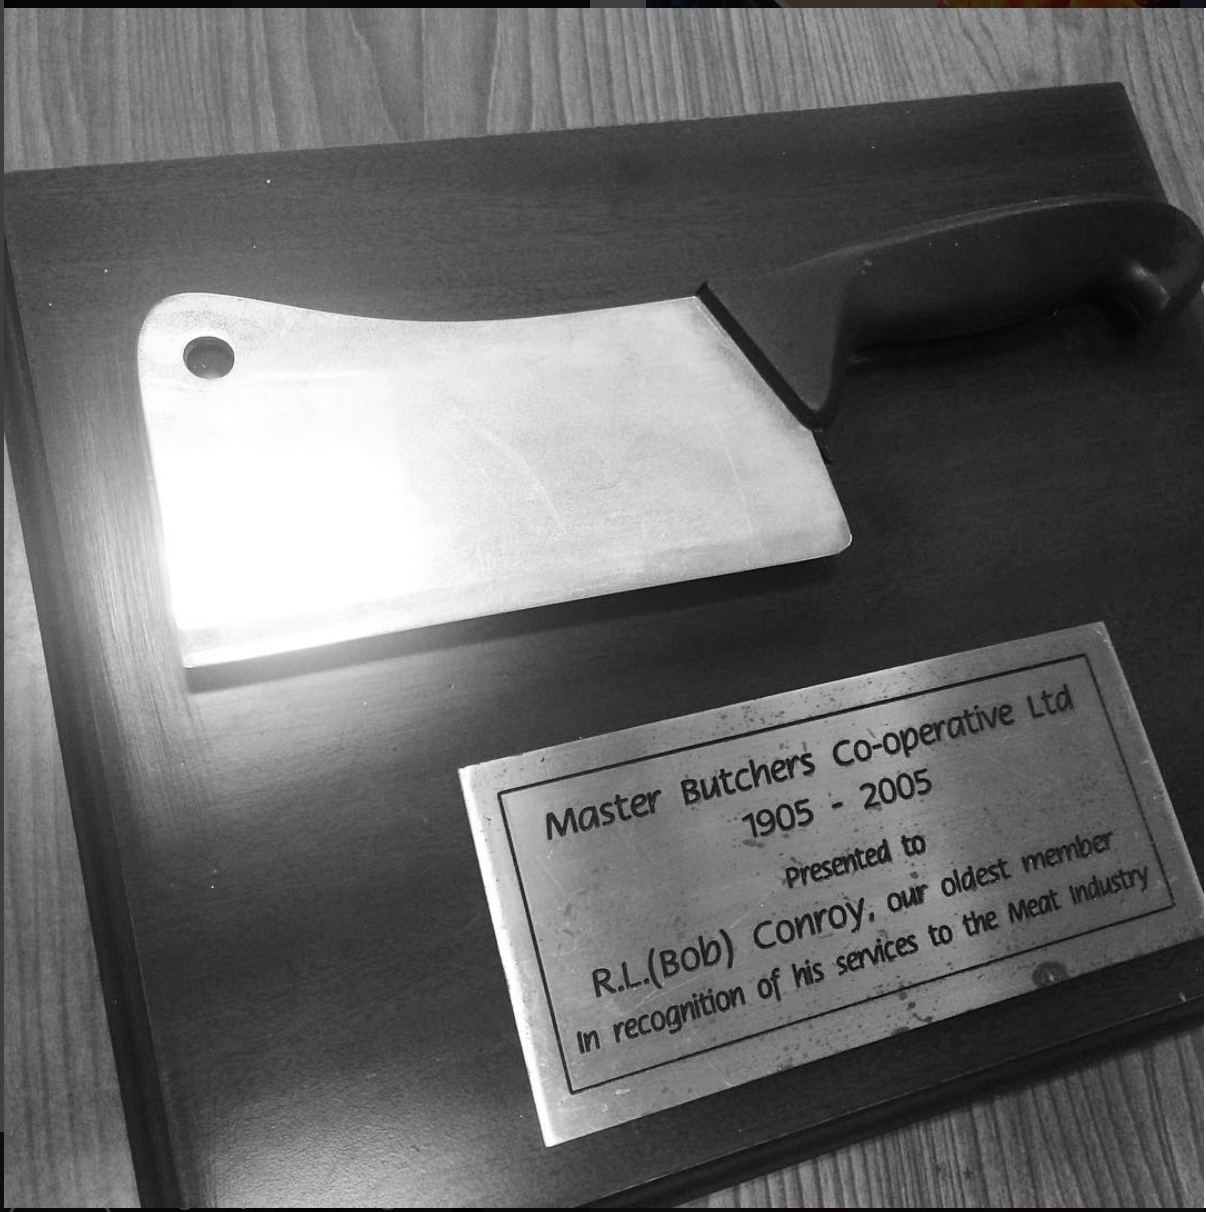 Master Butchers Co-operative Ltd
1905 - 2005
Presented to
R.L.(Bob) Conroy, our oldest member
In recognition of his services to the Meat Industry